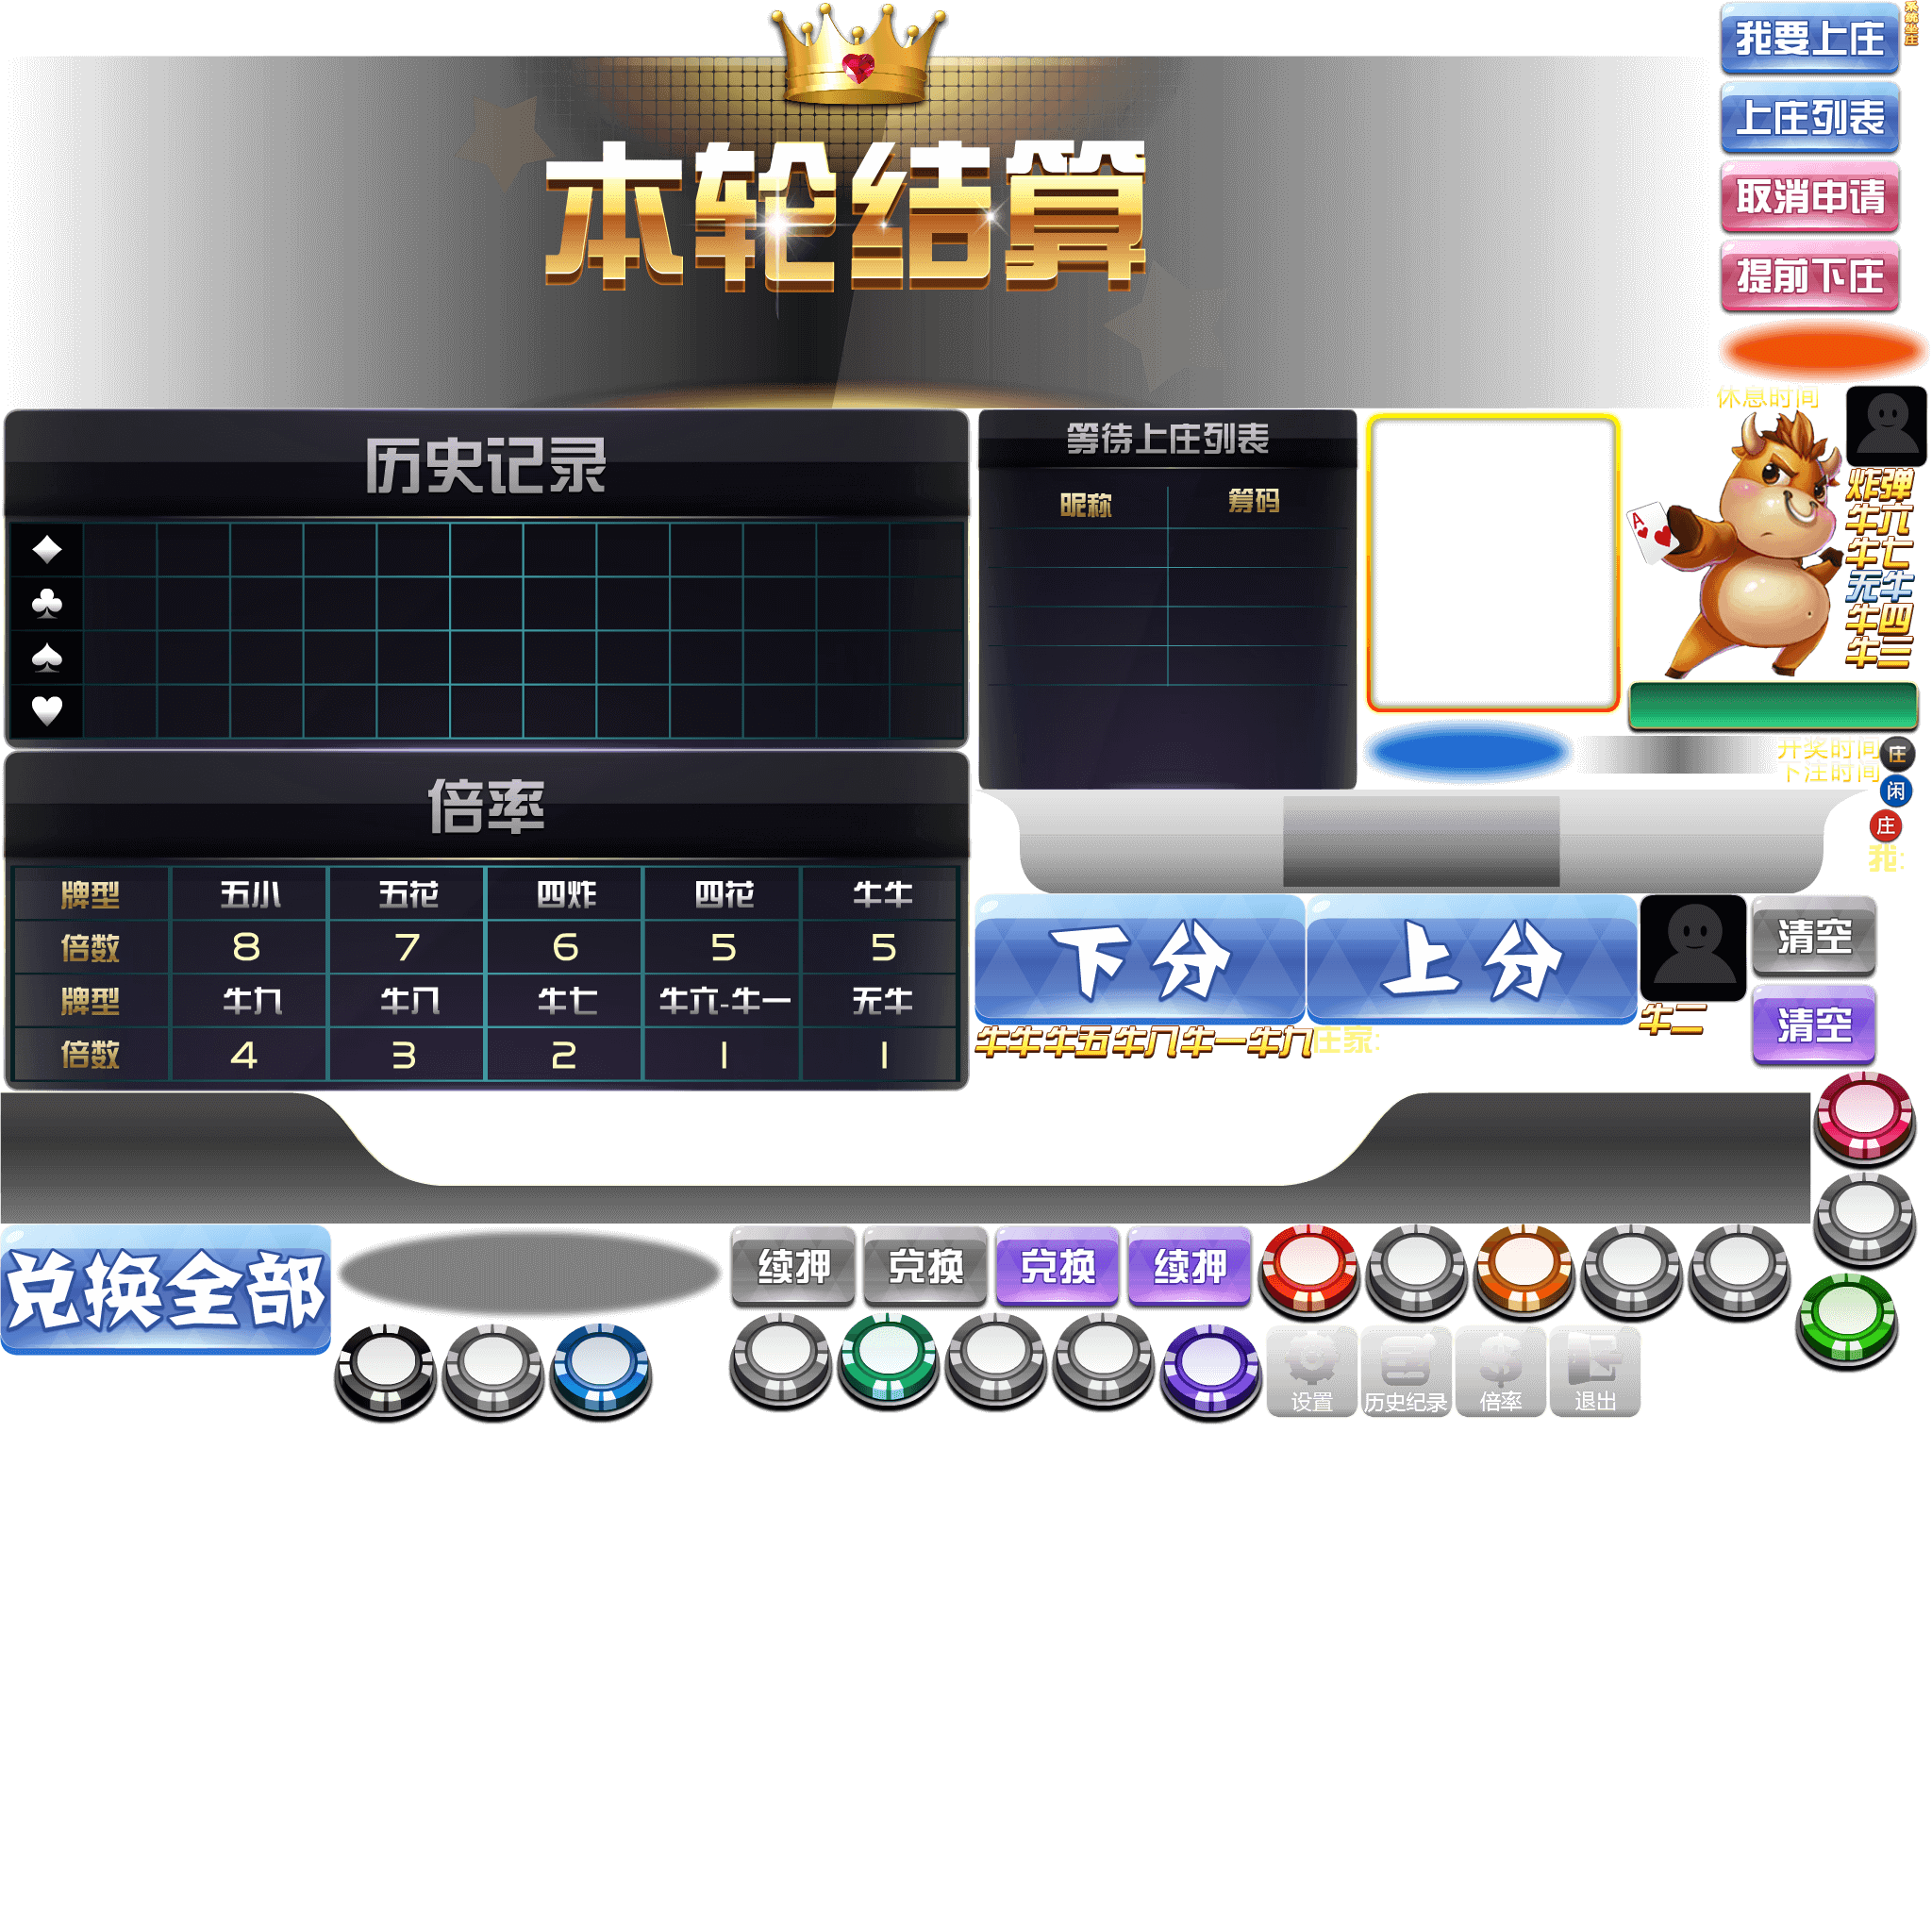 我要上庄
系统坐庄
上庄列表
本轮结算
取消申请
提前下庄
休息时间
历史记录
等待上庄列表
昵称 筹码
A
炸弹
牛六
牛七
无牛
牛四
牛三
开奖时间
下注时间
庄
闲
庄
我:
倍率
牌型 五小 五花 四炸 四花 牛牛
倍数 8 7 6 5 5
牌型 牛九 牛八 牛七 牛六-牛一 无牛
倍数 4 3 2 1 1
下分
上分
清空
清空
牛牛 牛五 牛八 牛一 牛九 庄家:
牛二
兑换全部
续押
兑换
兑换
续押
设置
历史纪录
倍率
退出